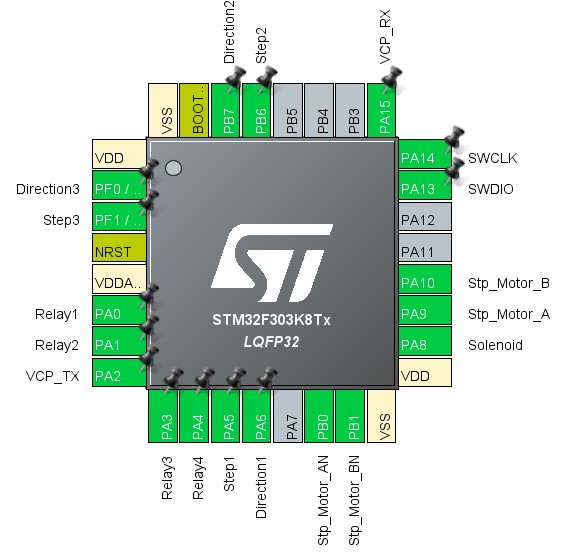 Direction2
Step2
VCP_RX
VSS
BOOT..
PB7
PB6
PB5
PB4
PB3
PA15
VDD
PA14
SWCLK
Direction3
PF0 / ..
PA13
SWDIO
Step3
PF1 / ..
PA12
NRST
PA11
VDDA..
PA10
Stp_Motor_B
Relay1
PA0
PA9
Stp_Motor_A
Relay2
PA1
PA8
Solenoid
VCP_TX
PA2
VDD
ST
STM32F303K8Tx
LQFP32
PA3
PA4
PA5
PA6
PA7
PB0
PB1
VSS
Relay3
Relay4
Step1
Direction1
Stp_Motor_AN
Stp_Motor_BN